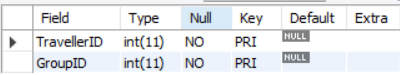 Field Type Null Key Default Extra
TravellerID int(11) NO PRI NULL
GroupID int(11) NO PRI NULL